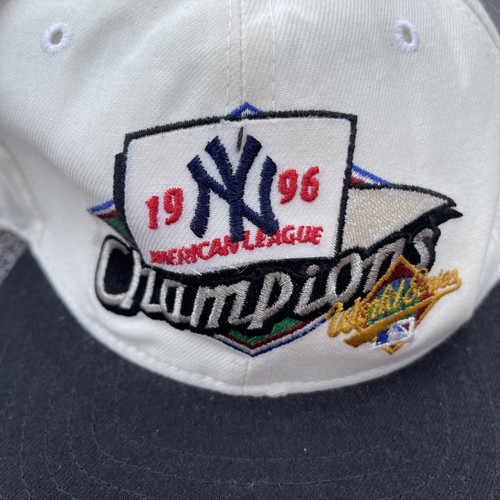 19 NY 96
AMERICAN LEAGUE
Champions
World Series